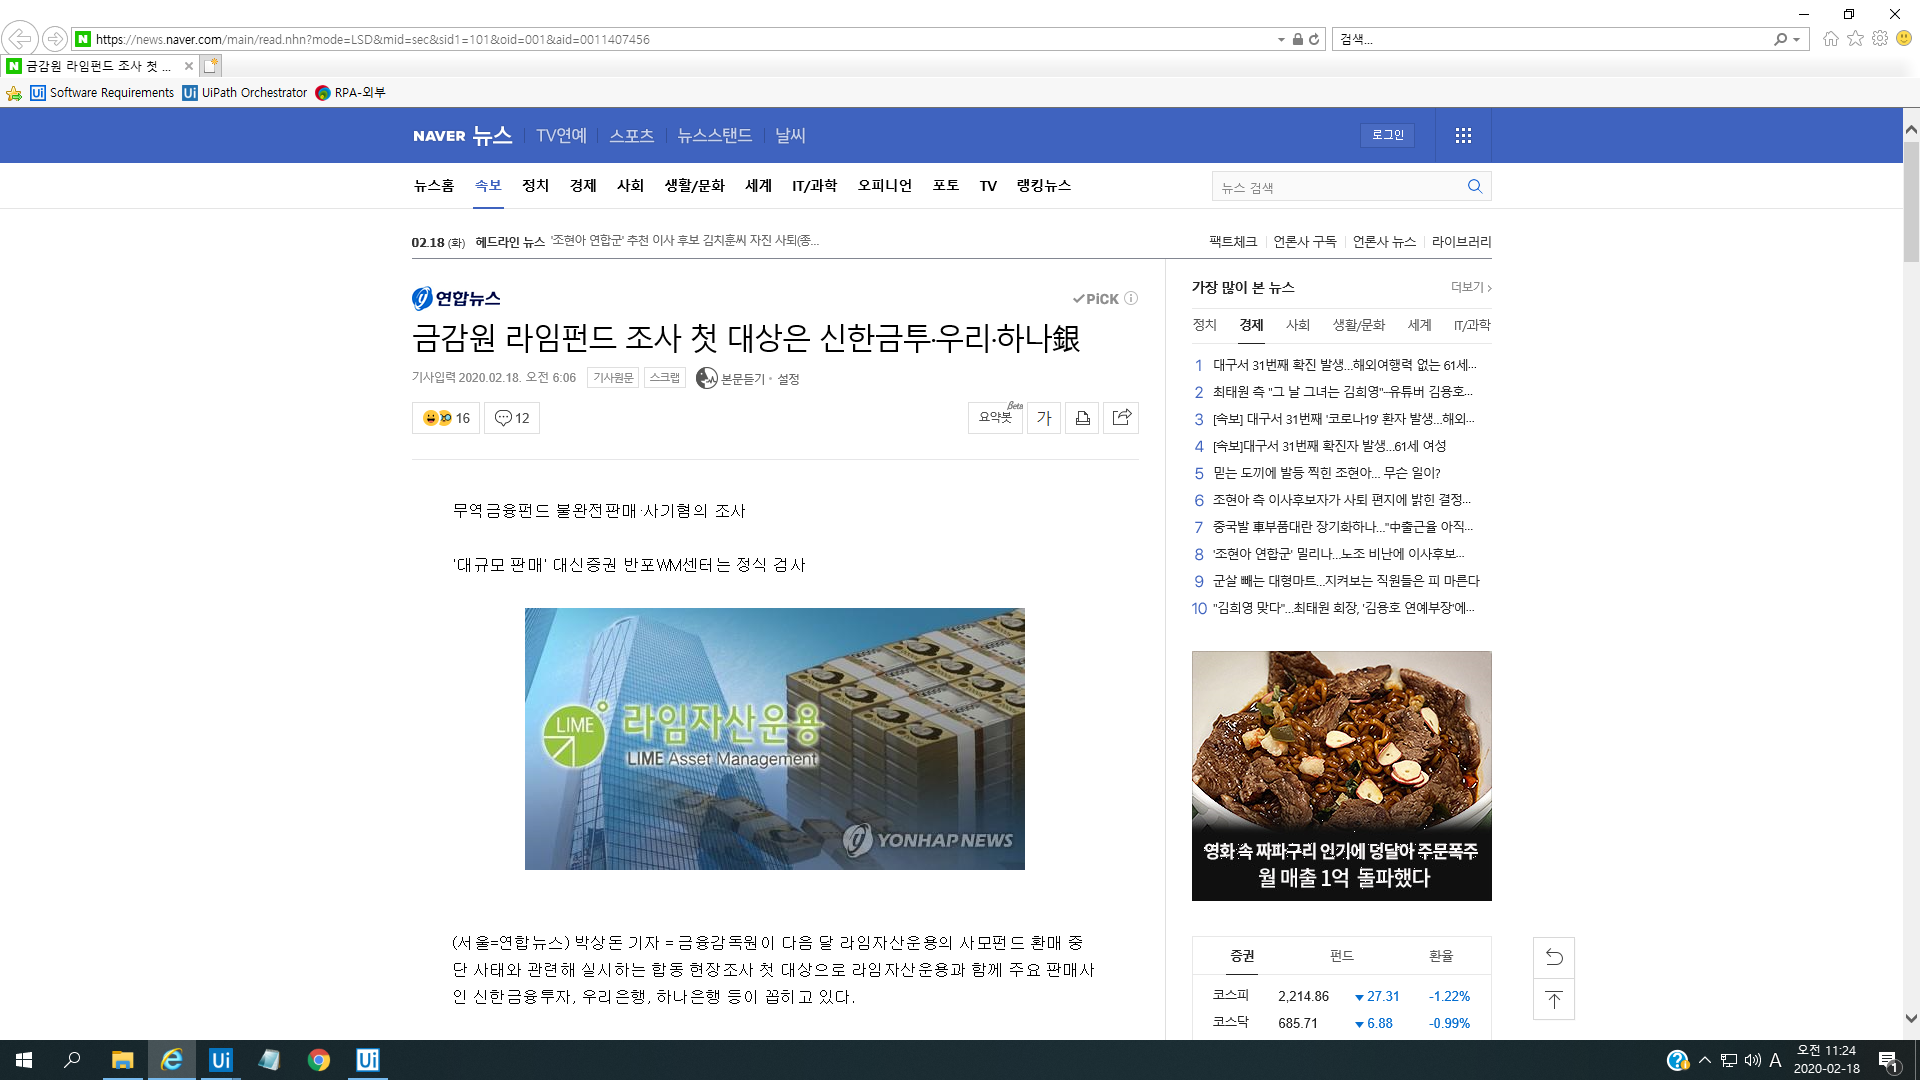 https://news.naver.com/main/read.nhn?mode=LSD&mid=sec&sid1=101&oid=001&aid=0011407456
검색...
금감원 라임펀드 조사 첫 ...
Software Requirements
UiPath Orchestrator
RPA-외부
NAVER 뉴스
TV연예
스포츠
뉴스스탠드
날씨
로그인
뉴스홈 속보 정치 경제 사회 생활/문화 세계 IT/과학 오피니언 포토 TV 랭킹뉴스
뉴스 검색
02.18 (화) 헤드라인 뉴스 '조현아 연합군' 추천 이사 후보 김치훈씨 자진 사퇴(종...
팩트체크 언론사 구독 언론사 뉴스 라이브러리
연합뉴스
PiCK
금감원 라임펀드 조사 첫 대상은 신한금투·우리·하나銀
기사입력 2020.02.18. 오전 6:06 기사원문 스크랩 본문듣기 · 설정
16
12
요약봇 Beta
가
무역금융펀드 불완전판매·사기혐의 조사
'대규모 판매' 대신증권 반포WM센터는 정식 검사
LIME
라임자산운용
LIME Asset Management
YONHAP NEWS
(서울=연합뉴스) 박상돈 기자 = 금융감독원이 다음 달 라임자산운용의 사모펀드 환매 중
단 사태와 관련해 실시하는 합동 현장조사 첫 대상으로 라임자산운용과 함께 주요 판매사
인 신한금융투자, 우리은행, 하나은행 등이 꼽히고 있다.
가장 많이 본 뉴스
더보기
정치 경제 사회 생활/문화 세계 IT/과학
1 대구서 31번째 확진 발생...해외여행력 없는 61세...
2 최태원 측 "그 날 그녀는 김희영"-유튜버 김용호...
3 [속보] 대구서 31번째 '코로나19' 환자 발생...해외...
4 [속보]대구서 31번째 확진자 발생...61세 여성
5 믿는 도끼에 발등 찍힌 조현아... 무슨 일이?
6 조현아 측 이사후보자가 사퇴 편지에 밝힌 결정...
7 중국발 車부품대란 장기화하나..."中출근율 아직...
8 '조현아 연합군' 밀리나...노조 비난에 이사후보...
9 군살 빼는 대형마트...지켜보는 직원들은 피 마른다
10 "김희영 맞다"...최태원 회장, '김용호 연예부장'에...
영화 속 짜파구리 인기에 덩달아 주문폭주
월 매출 1억 돌파했다
증권 펀드 환율
코스피 2,214.86 ▼27.31 -1.22%
코스닥 685.71 ▼6.88 -0.99%
A
오전 11:24
2020-02-18
1